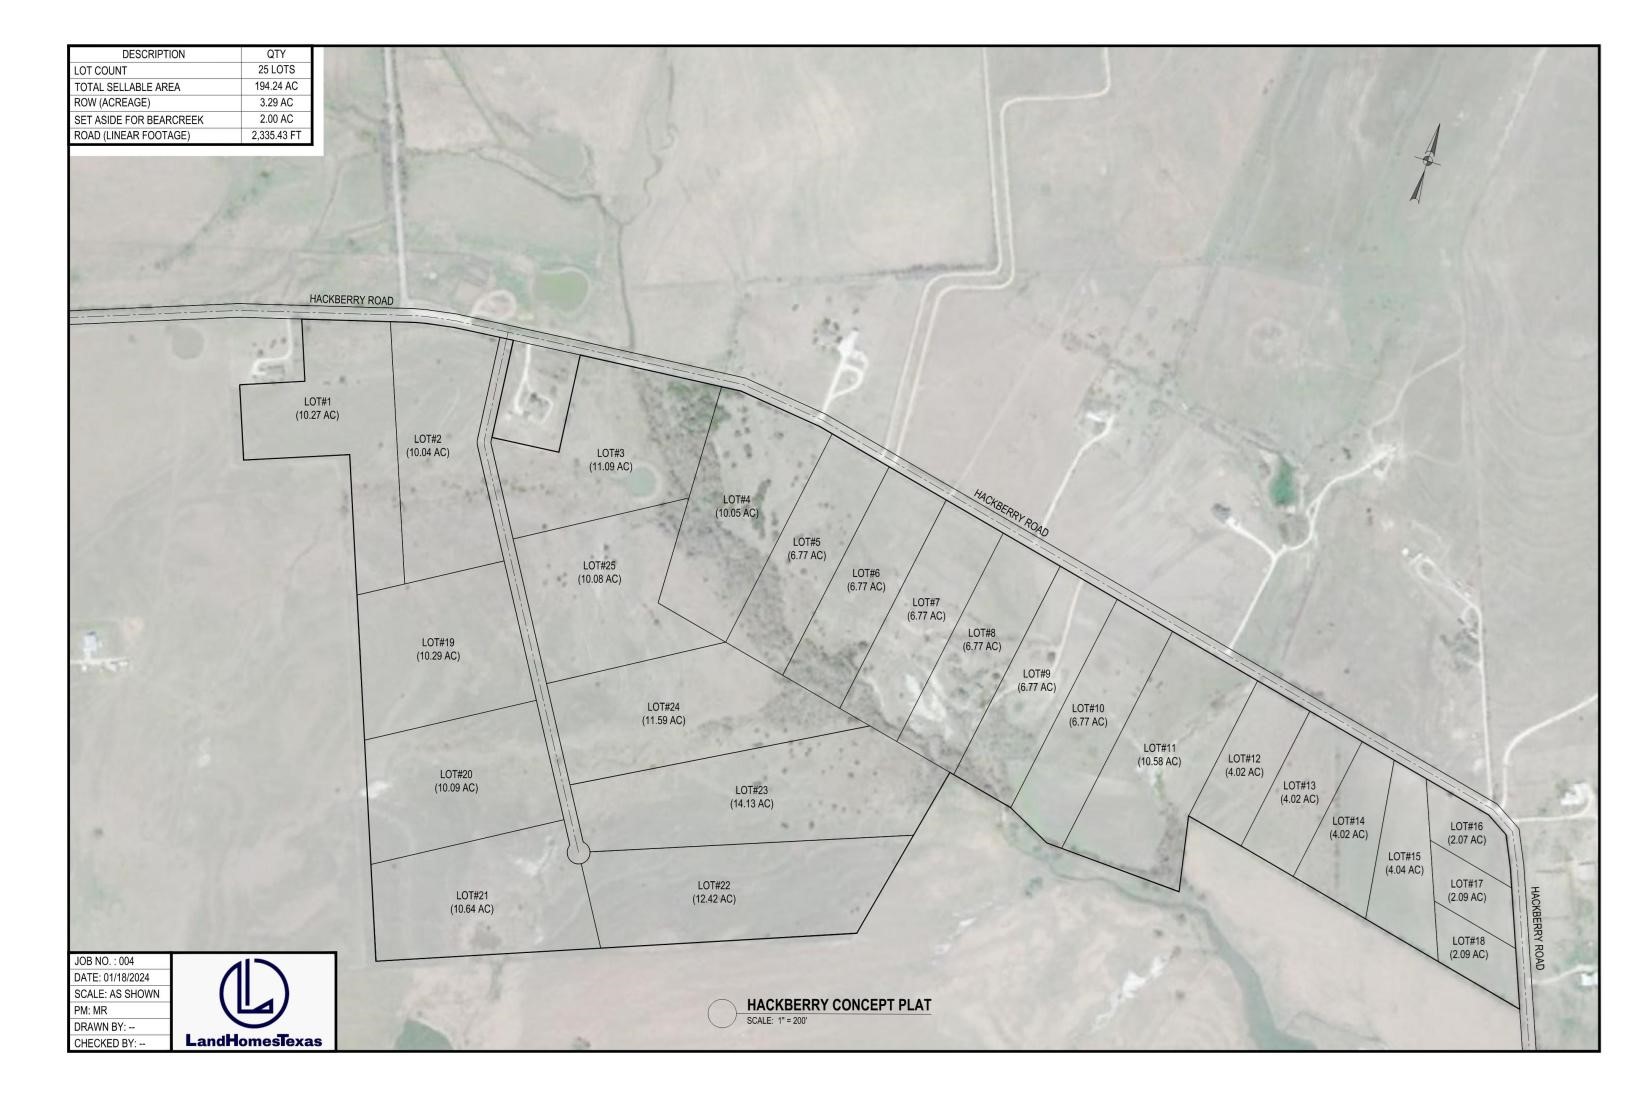 DESCRIPTION QTY
LOT COUNT 25 LOTS
TOTAL SELLABLE AREA 194.24 AC
ROW (ACREAGE) 3.29 AC
SET ASIDE FOR BEARCREEK 2.00 AC
ROAD (LINEAR FOOTAGE) 2,335.43 FT
HACKBERRY ROAD
LOT#1
(10.27 AC)
LOT#2
(10.04 AC)
LOT#3
(11.09 AC)
LOT#4
(10.05 AC)
HACKBERRY ROAD
LOT#5
(6.77 AC)
LOT#25
(10.08 AC)
LOT#6
(6.77 AC)
LOT#7
(6.77 AC)
LOT#8
(6.77 AC)
LOT#19
(10.29 AC)
LOT#9
(6.77 AC)
LOT#24
(11.59 AC)
LOT#10
(6.77 AC)
LOT#11
(10.58 AC)
LOT#12
(4.02 AC)
LOT#20
(10.09 AC)
LOT#23
(14.13 AC)
LOT#13
(4.02 AC)
LOT#14
(4.02 AC)
LOT#16
(2.07 AC)
LOT#15
(4.04 AC)
LOT#21
(10.64 AC)
LOT#22
(12.42 AC)
LOT#17
(2.09 AC)
HACKBERRY ROAD
LOT#18
(2.09 AC)
JOB NO. : 004
DATE: 01/18/2024
SCALE: AS SHOWN
PM: MR
DRAWN BY: --
CHECKED BY: --
LandHomesTexas
HACKBERRY CONCEPT PLAT
SCALE: 1" = 200'